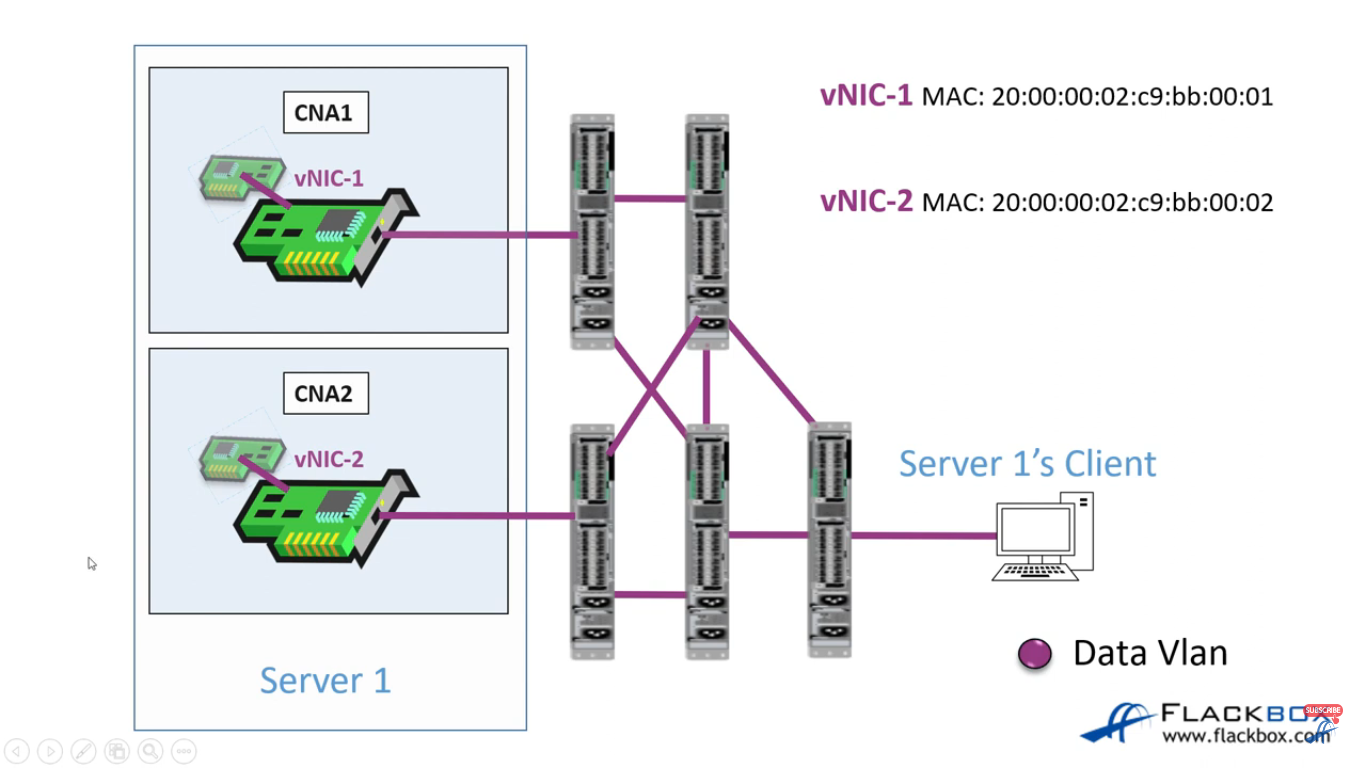 CNA1
vNIC-1
vNIC-1 MAC: 20:00:00:02:c9:bb:00:01
vNIC-2 MAC: 20:00:00:02:c9:bb:00:02
CNA2
vNIC-2
Server 1
Server 1's Client
Data Vlan
FLACKBOX
SUBSCRIBE
www.flackbox.com